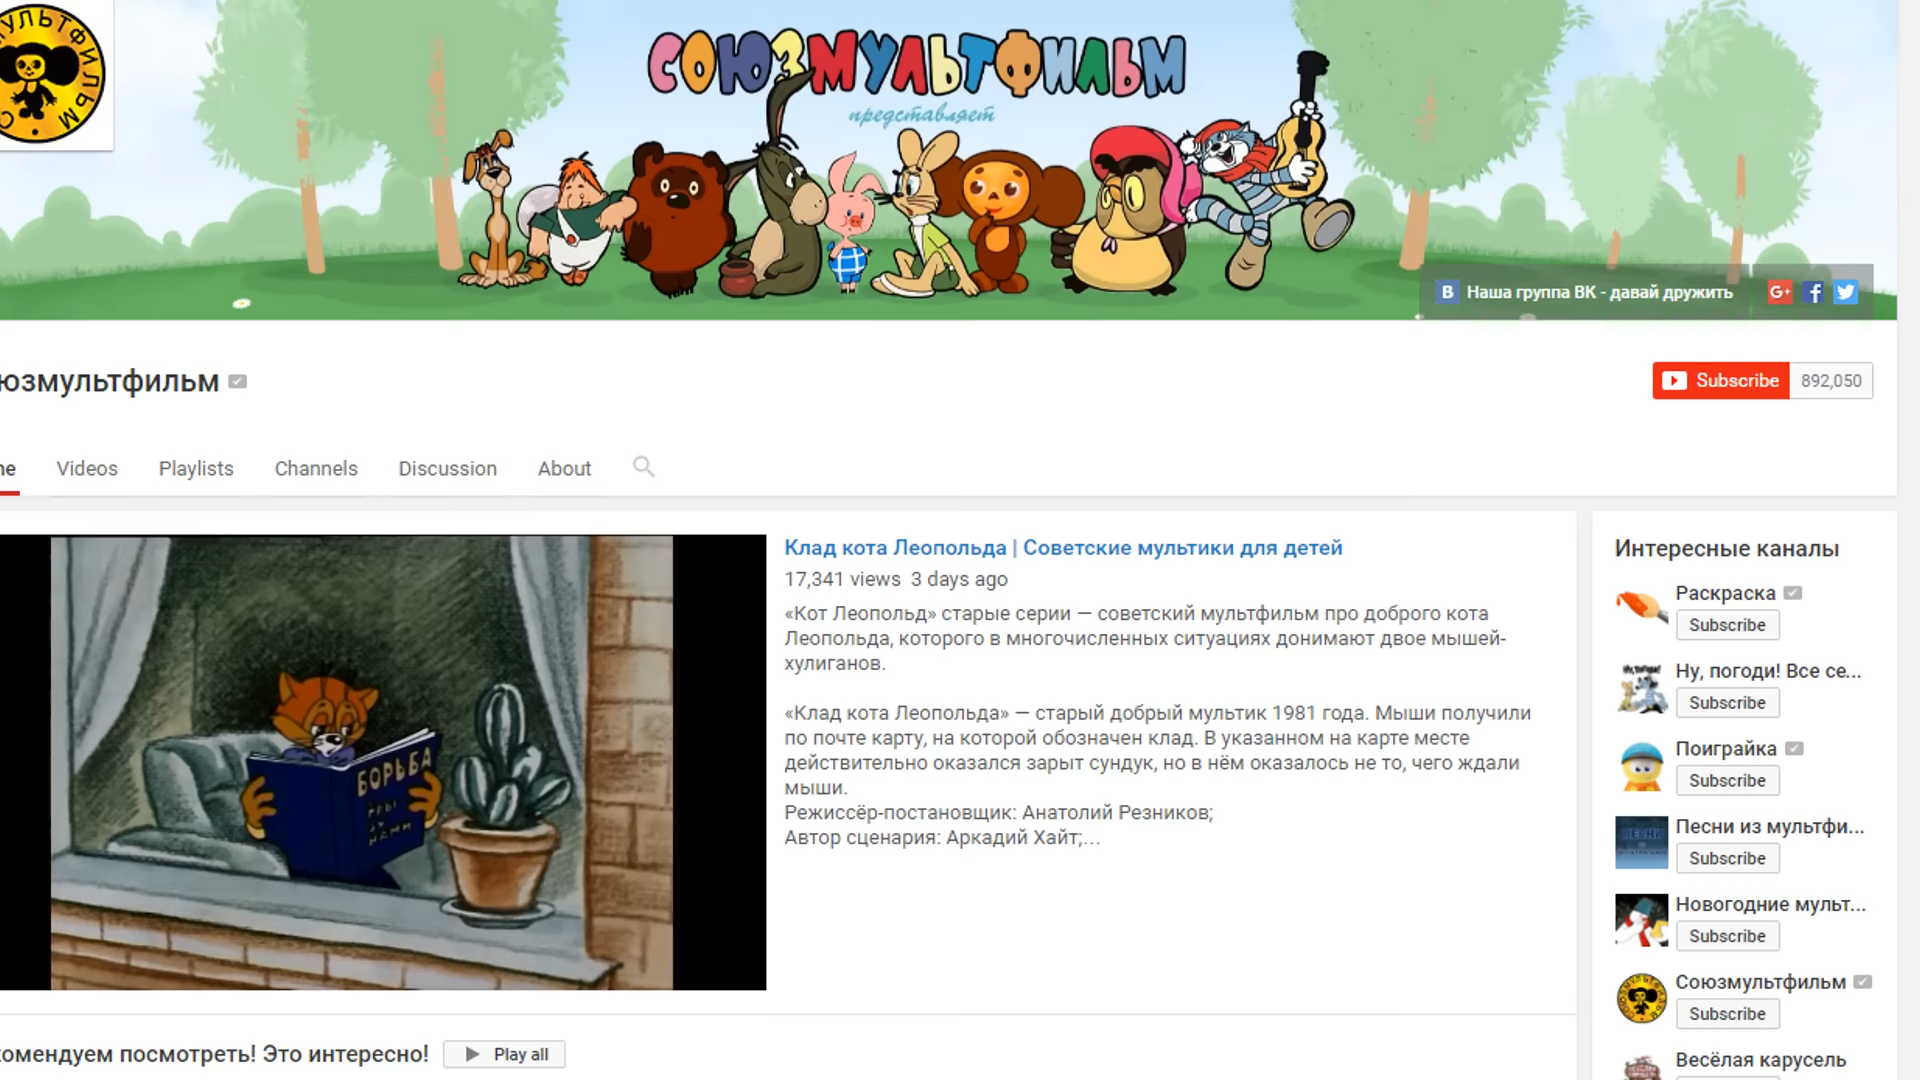 СОЮЗМУЛЬТФИЛЬМ
СОЮЗМУЛЬТФИЛЬМ
представляет
B Наша группа ВК - давай дружить G+ f
юзмультфильм
Subscribe 892,050
ne Videos Playlists Channels Discussion About
БОРЬБА
Клад кота Леопольда | Советские мультики для детей
17,341 views 3 days ago
«Кот Леопольд» старые серии — советский мультфильм про доброго кота
Леопольда, которого в многочисленных ситуациях донимают двое мышей-
хулиганов.
«Клад кота Леопольда» — старый добрый мультик 1981 года. Мыши получили
по почте карту, на которой обозначен клад. В указанном на карте месте
действительно оказался зарыт сундук, но в нём оказалось не то, чего ждали
мыши.
Режиссёр-постановщик: Анатолий Резников;
Автор сценария: Аркадий Хайт;...
Интересные каналы
Раскраска
Subscribe
Ну, погоди! Все се...
Subscribe
Поиграйка
Subscribe
ПЕСНИ
Песни из мультфи...
Subscribe
Новогодние мульт...
Subscribe
Союзмультфильм
Subscribe
Весёлая карусель
комендуем посмотреть! Это интересно! Play all